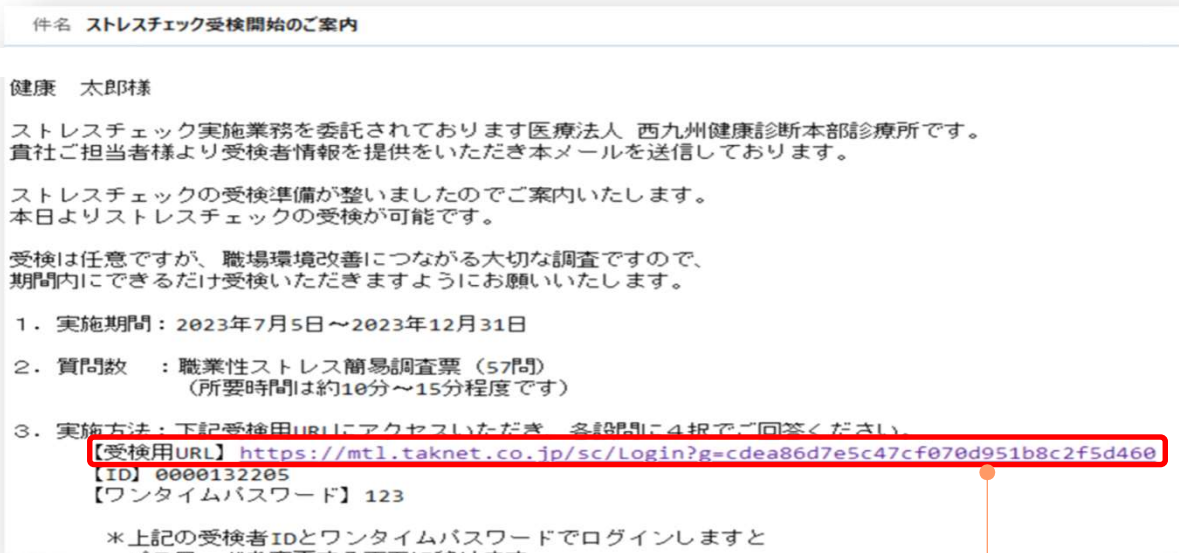 件名 ストレスチェック受検開始のご案内
健康　太郎様
ストレスチェック実施業務を委託されております医療法人 西九州健康診断本部診療所です。
貴社ご担当者様より受検者情報を提供をいただき本メールを送信しております。
ストレスチェックの受検準備が整いましたのでご案内いたします。
本日よりストレスチェックの受検が可能です。
受検は任意ですが、職場環境改善につながる大切な調査ですので、
期間内にできるだけ受検いただきますようにお願いいたします。
１．実施期間：2023年7月5日～2023年12月31日
２．質問数　：職業性ストレス簡易調査票（57問）
（所要時間は約10分～15分程度です）
３．実施方法：下記受検用URLにアクセスいただき、各設問に４択でご回答ください。
【受検用URL】https://mtl.taknet.co.jp/sc/Login?g=cdea86d7e5c47cf070d951b8c2f5d460
【ID】0000132205
【ワンタイムパスワード】123
＊上記の受検者IDとワンタイムパスワードでログインしますと